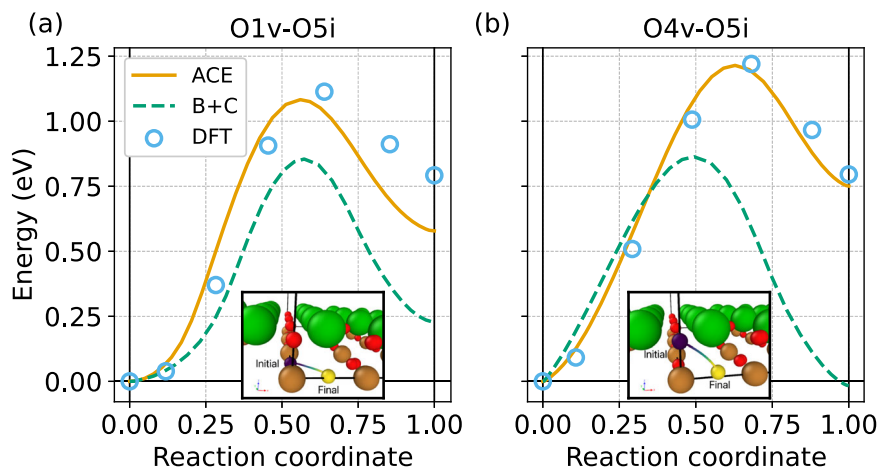 (a) O1v-O5i
(b) O4v-O5i
1.25
1.00
0.75
0.50
0.25
0.00
Energy (eV)
ACE
B+C
DFT
Initial
Final
Initial
Final
0.00 0.25 0.50 0.75 1.00
0.00 0.25 0.50 0.75 1.00
Reaction coordinate
Reaction coordinate